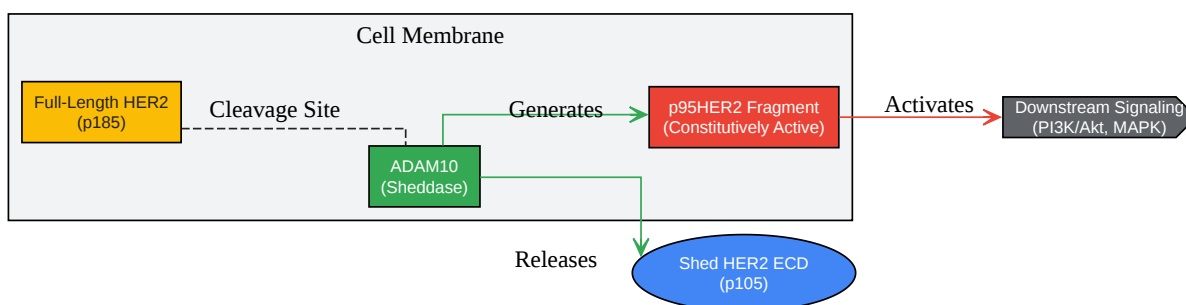 Cell Membrane
Full-Length HER2
(p185)
Cleavage Site
Generates
p95HER2 Fragment
(Constitutively Active)
Activates
Downstream Signaling
(PI3K/Akt, MAPK)
ADAM10
(Sheddase)
Releases
Shed HER2 ECD
(p105)